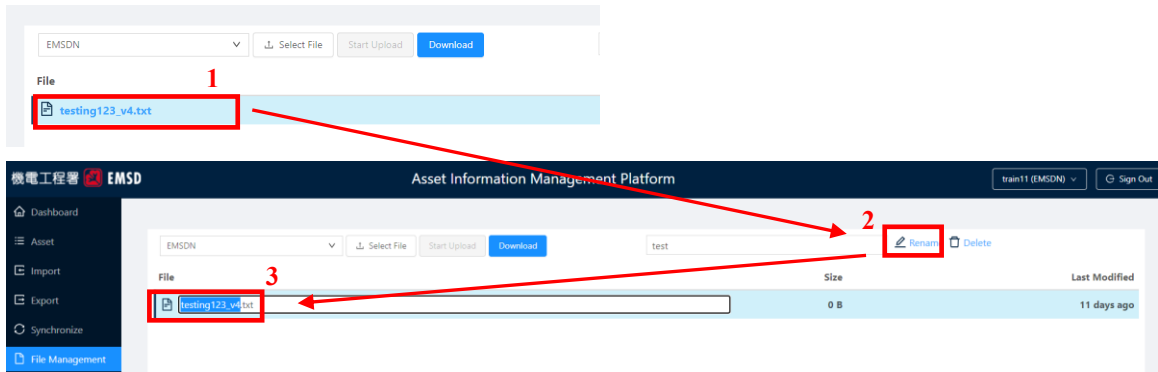 EMSDN Select File Start Upload Download
File
1
testing123_v4.txt
機電工程署 EMSD Asset Information Management Platform train11 (EMSDN) Sign Out
Dashboard
2
Asset EMSDN Select File Start Upload Download test Rename Delete
Import File 3 Size Last Modified
Export testing123_v4.txt 0 B 11 days ago
Synchronize
File Management